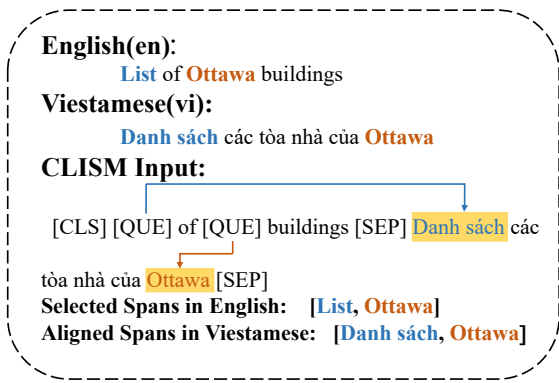 English(en):
List of Ottawa buildings
Viestamese(vi):
Danh sách các tòa nhà của Ottawa
CLISM Input:
[CLS] [QUE] of [QUE] buildings [SEP] Danh sách các
tòa nhà của Ottawa [SEP]
Selected Spans in English: [List, Ottawa]
Aligned Spans in Viestamese: [Danh sách, Ottawa]